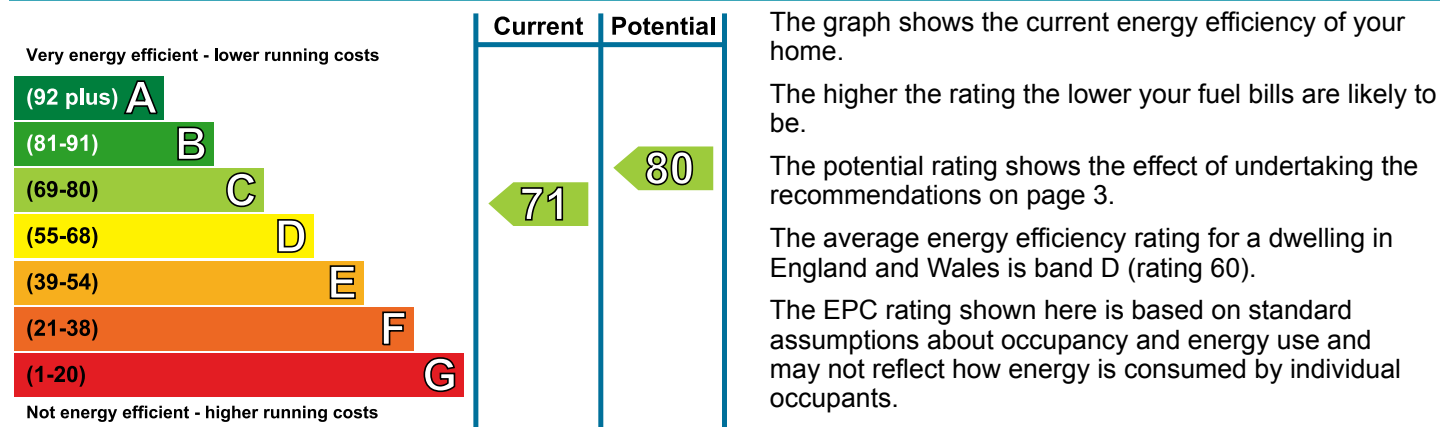 Current Potential
Very energy efficient - lower running costs
(92 plus) A
(81-91) B
(69-80) C
(55-68) D
(39-54) E
(21-38) F
(1-20) G
Not energy efficient - higher running costs
71
80
The graph shows the current energy efficiency of your
home.
The higher the rating the lower your fuel bills are likely to
be.
The potential rating shows the effect of undertaking the
recommendations on page 3.
The average energy efficiency rating for a dwelling in
England and Wales is band D (rating 60).
The EPC rating shown here is based on standard
assumptions about occupancy and energy use and
may not reflect how energy is consumed by individual
occupants.